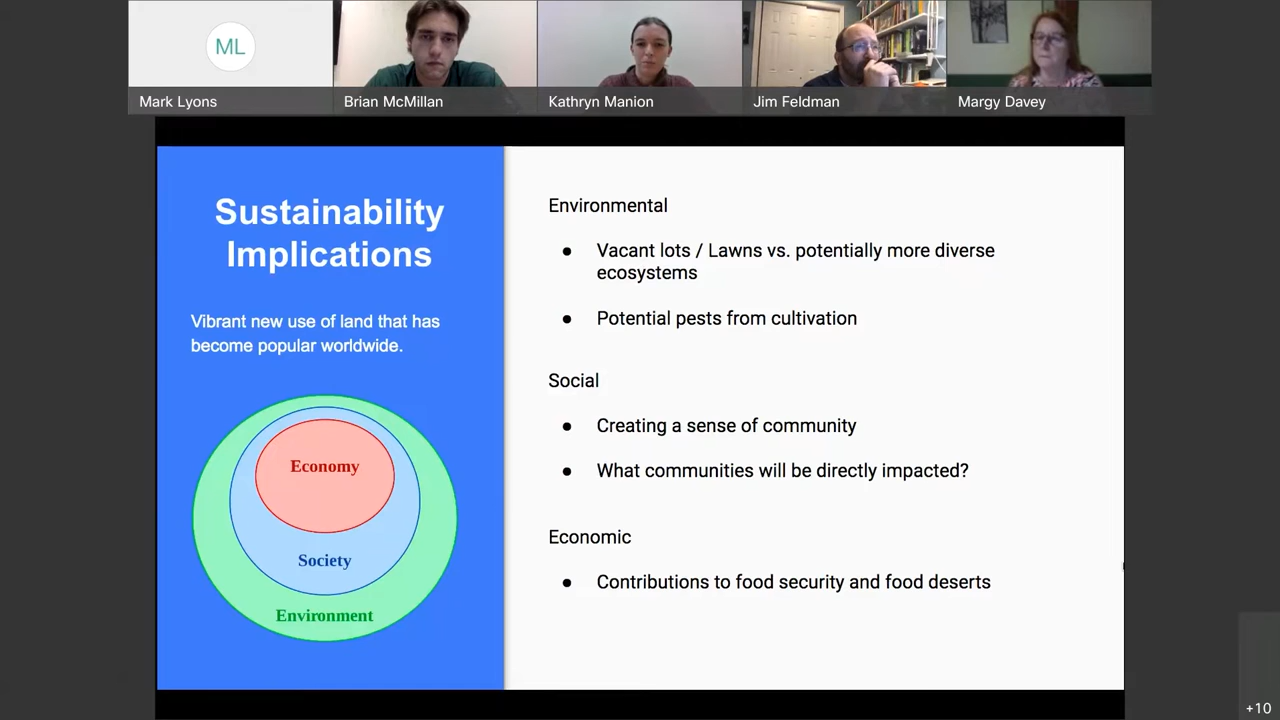 ML
Mark Lyons
Brian McMillan
Kathryn Manion
Jim Feldman
Margy Davey
Sustainability
Implications
Vibrant new use of land that has
become popular worldwide.
Economy
Society
Environment
Environmental
● Vacant lots / Lawns vs. potentially more diverse
ecosystems
● Potential pests from cultivation
Social
● Creating a sense of community
● What communities will be directly impacted?
Economic
● Contributions to food security and food deserts
+10